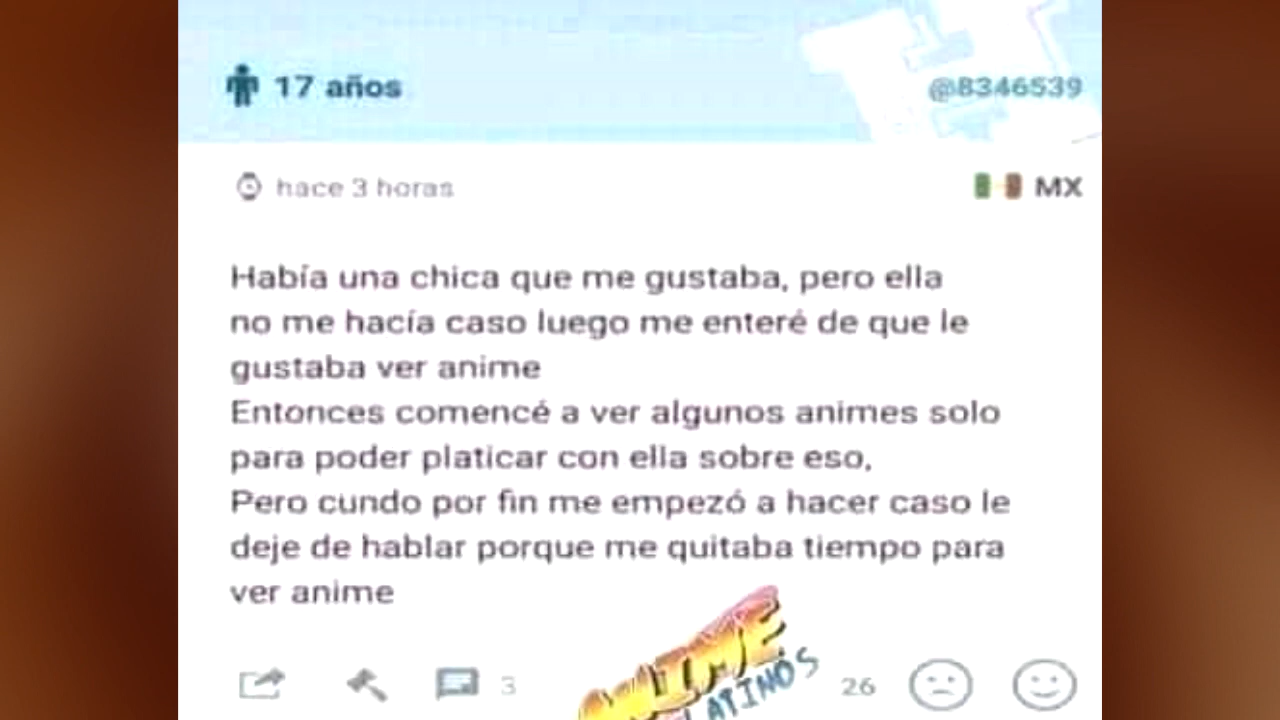 17 años
@8346539
hace 3 horas
MX
Había una chica que me gustaba, pero ella
no me hacía caso luego me enteré de que le
gustaba ver anime
Entonces comencé a ver algunos animes solo
para poder platicar con ella sobre eso,
Pero cundo por fin me empezó a hacer caso le
deje de hablar porque me quitaba tiempo para
ver anime
3
26